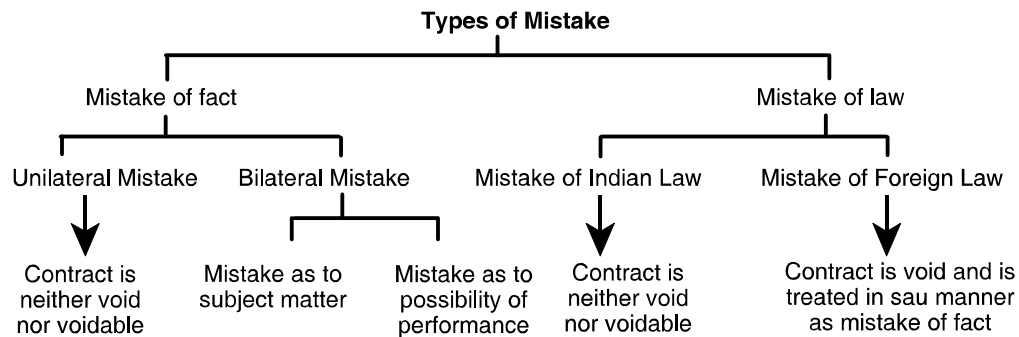 Types of Mistake
Mistake of fact
Mistake of law
Unilateral Mistake
Bilateral Mistake
Mistake of Indian Law
Mistake of Foreign Law
Contract is
neither void
nor voidable
Mistake as to
subject matter
Mistake as to
possibility of
performance
Contract is
neither void
nor voidable
Contract is void and is
treated in sau manner
as mistake of fact